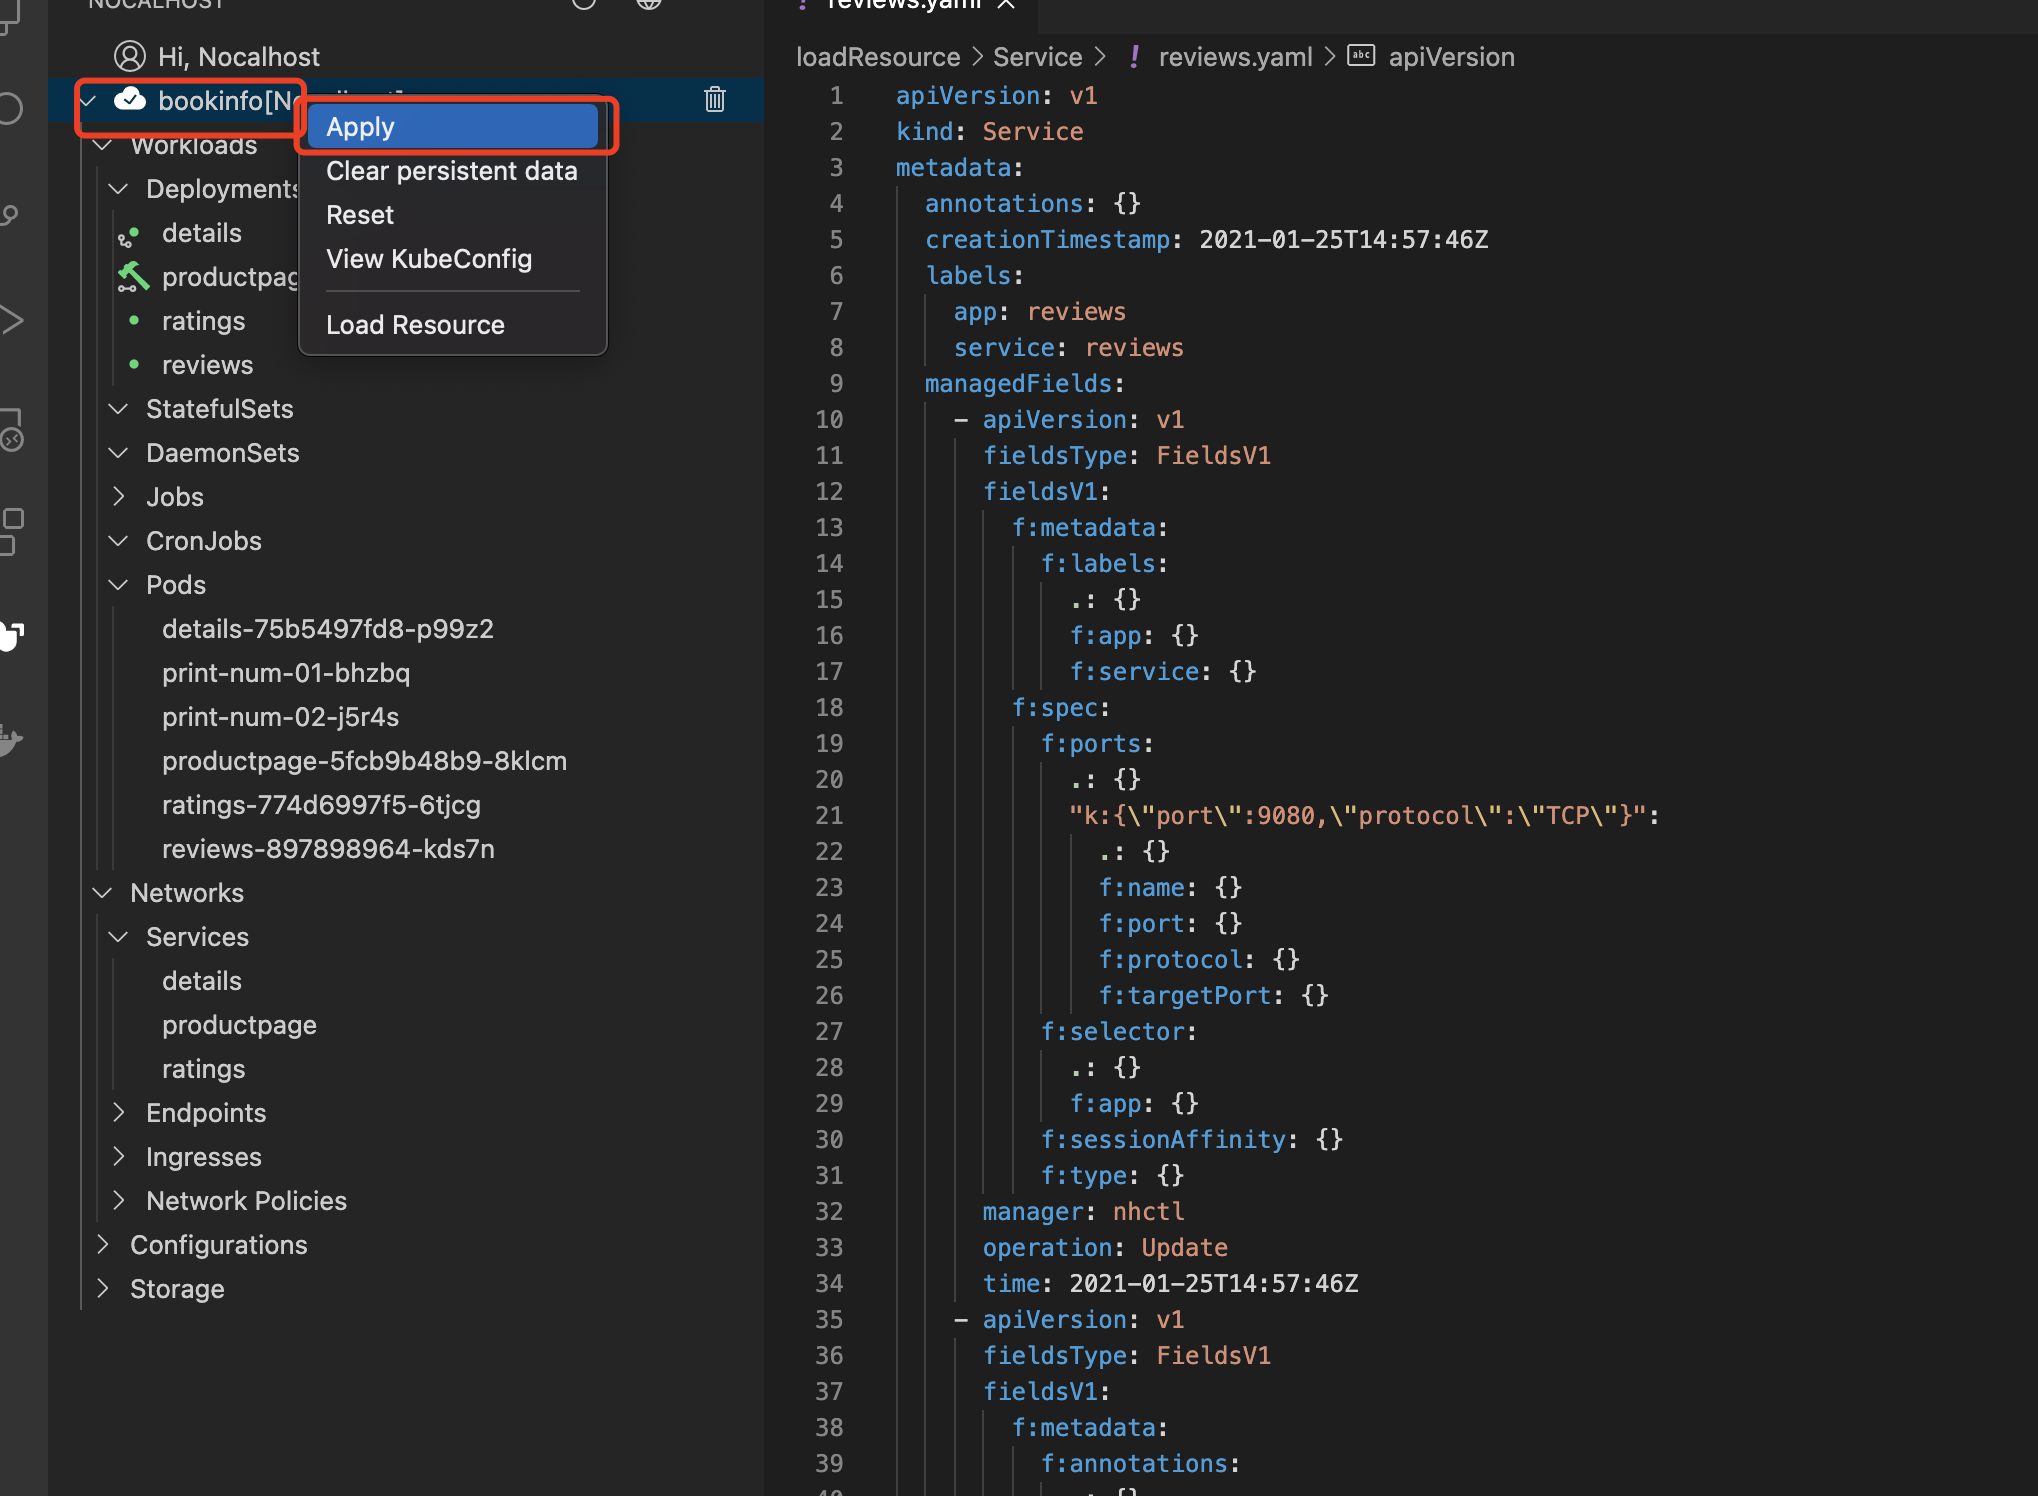 NOCALHOST
Hi, Nocalhost
bookinfo
Workloads
Deployments
details
ratings
reviews
StatefulSets
DaemonSets
Jobs
CronJobs
Pods
details-75b5497fd8-p99z2
print-num-01-bhzbq
print-num-02-j5r4s
productpage-5fcb9b48b9-8klcm
ratings-774d6997f5-6tjcg
reviews-897898964-kds7n
Networks
Services
details
productpage
ratings
Endpoints
Ingresses
Network Policies
Configurations
Storage
Apply
Clear persistent data
Reset
View KubeConfig
Load Resource
reviews.yaml
loadResource > Service > ! reviews.yaml > abc apiVersion
1 apiVersion: v1
2 kind: Service
3 metadata:
4 annotations: {}
5 creationTimestamp: 2021-01-25T14:57:46Z
6 labels:
7 app: reviews
8 service: reviews
9 managedFields:
10 - apiVersion: v1
11 fieldsType: FieldsV1
12 fieldsV1:
13 f:metadata:
14 f:labels:
15 .: {}
16 f:app: {}
17 f:service: {}
18 f:spec:
19 f:ports:
20 .: {}
21 "k:{\"port\":9080,\"protocol\":\"TCP\"}":
22 .: {}
23 f:name: {}
24 f:port: {}
25 f:protocol: {}
26 f:targetPort: {}
27 f:selector:
28 .: {}
29 f:app: {}
30 f:sessionAffinity: {}
31 f:type: {}
32 manager: nhctl
33 operation: Update
34 time: 2021-01-25T14:57:46Z
35 - apiVersion: v1
36 fieldsType: FieldsV1
37 fieldsV1:
38 f:metadata:
39 f:annotations: